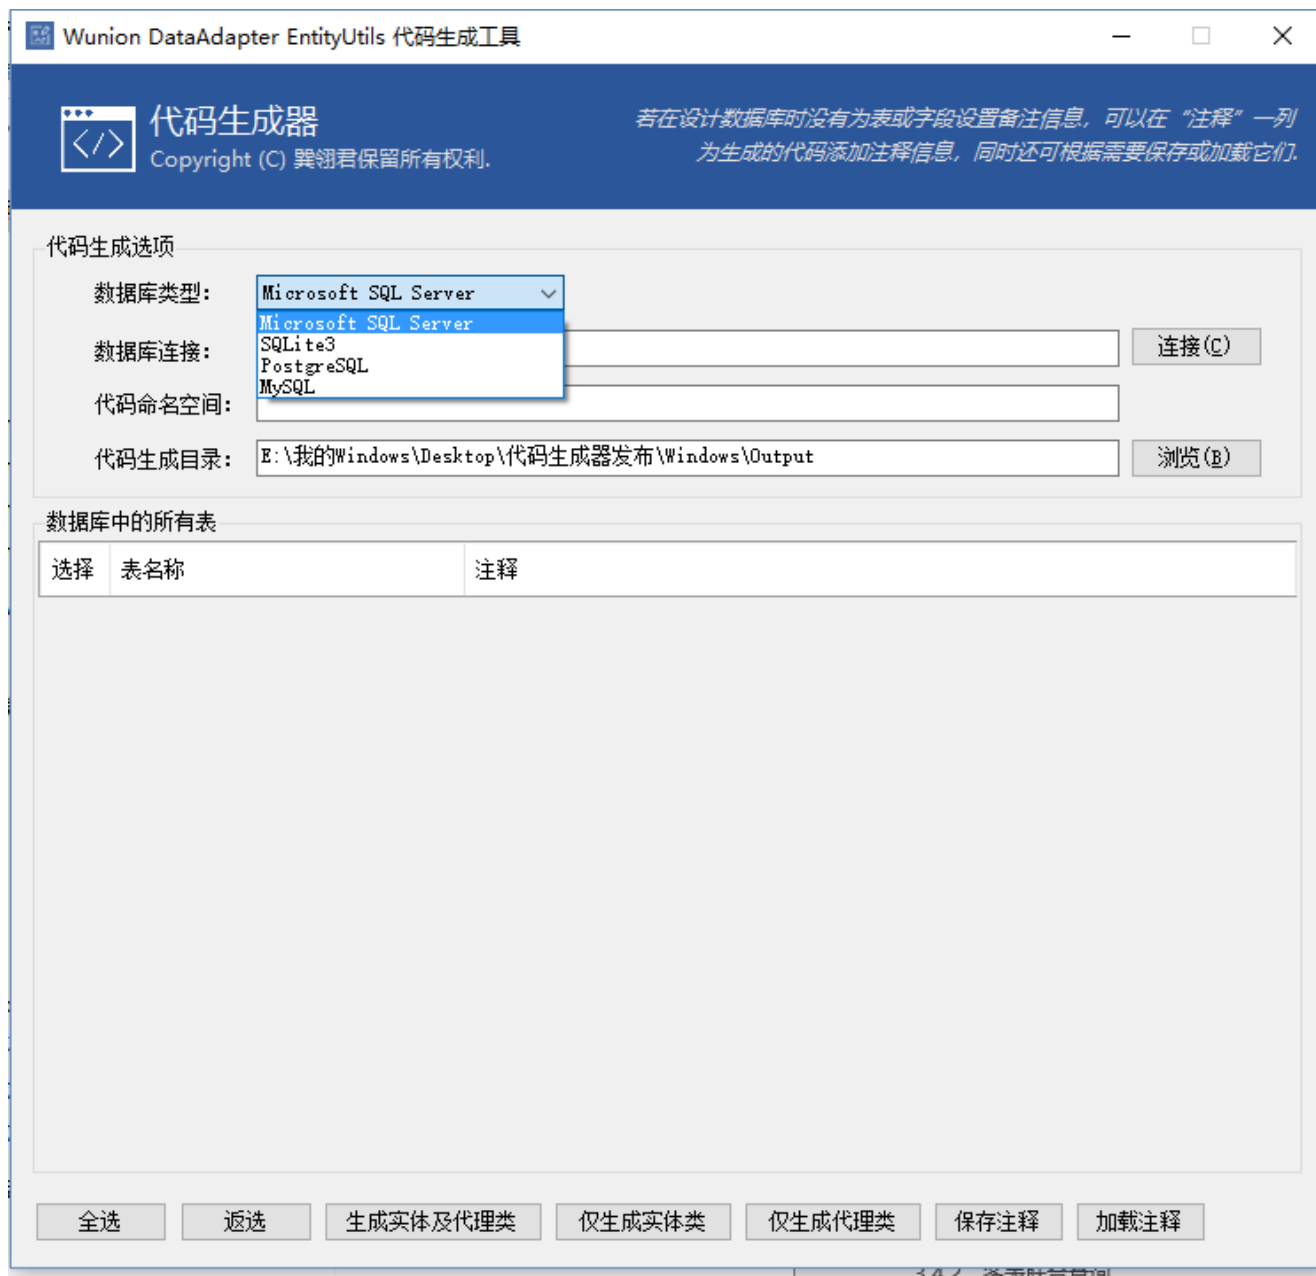 Wunion DataAdapter EntityUtils 代码生成工具
代码生成器
Copyright (C) 巽翎君保留所有权利.
若在设计数据库时没有为表或字段设置备注信息，可以在“注释”一列
为生成的代码添加注释信息，同时还可根据需要保存或加载它们.
代码生成选项
数据库类型：
Microsoft SQL Server
Microsoft SQL Server
SQLite3
PostgreSQL
MySQL
数据库连接：
连接(C)
代码命名空间：
代码生成目录：
E:\我的Windows\Desktop\代码生成器发布\Windows\Output
浏览(B)
数据库中的所有表
选择 表名称 注释
全选 返选 生成实体及代理类 仅生成实体类 仅生成代理类 保存注释 加载注释